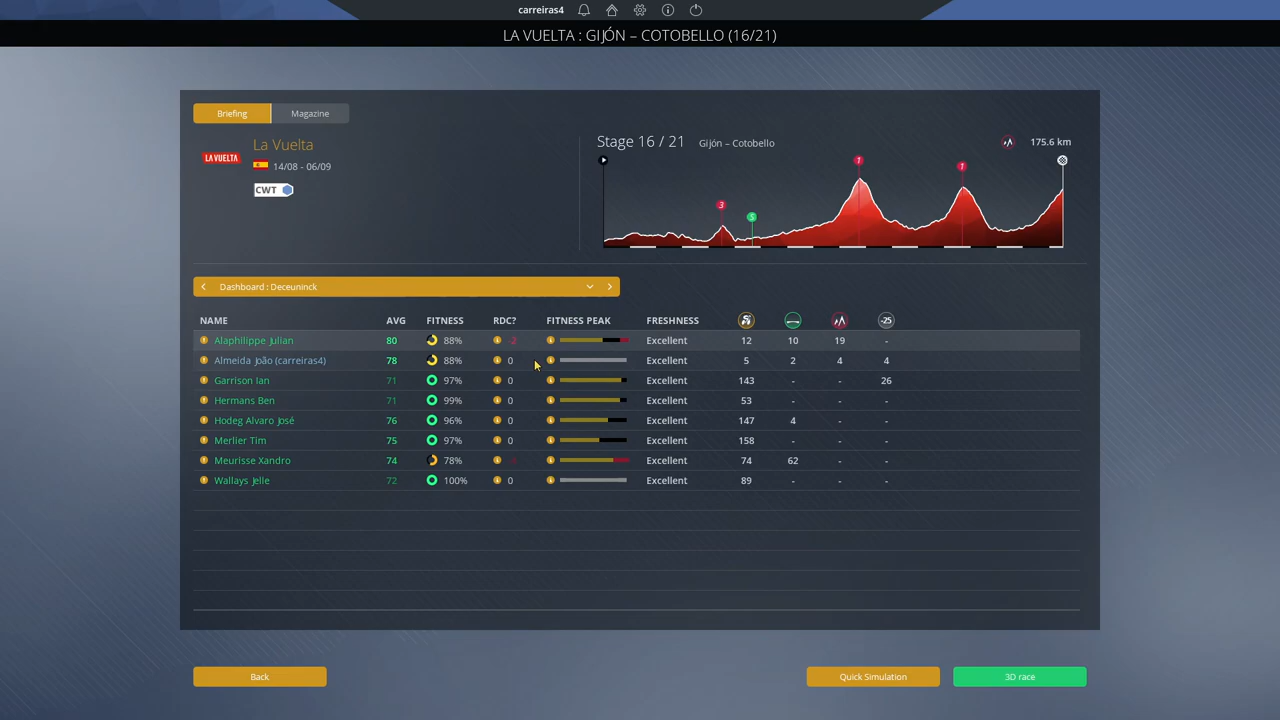 carreiras4
LA VUELTA : GIJÓN – COTOBELLO (16/21)
Briefing Magazine
LA VUELTA
La Vuelta
14/08 - 06/09
CWT
Stage 16 / 21 Gijón – Cotobello 175.6 km
3 S 1 1
Dashboard : Deceuninck
NAME AVG FITNESS RDC? FITNESS PEAK FRESHNESS -25
Alaphilippe Julian 80 88% -2 Excellent 12 10 19 -
Almeida João (carreiras4) 78 88% 0 Excellent 5 2 4 4
Garrison Ian 71 97% 0 Excellent 143 - - 26
Hermans Ben 71 99% 0 Excellent 53 - - -
Hodeg Alvaro José 76 96% 0 Excellent 147 4 - -
Merlier Tim 75 97% 0 Excellent 158 - - -
Meurisse Xandro 74 78% Excellent 74 62 - -
Wallays Jelle 72 100% 0 Excellent 89 - - -
Back Quick Simulation 3D race